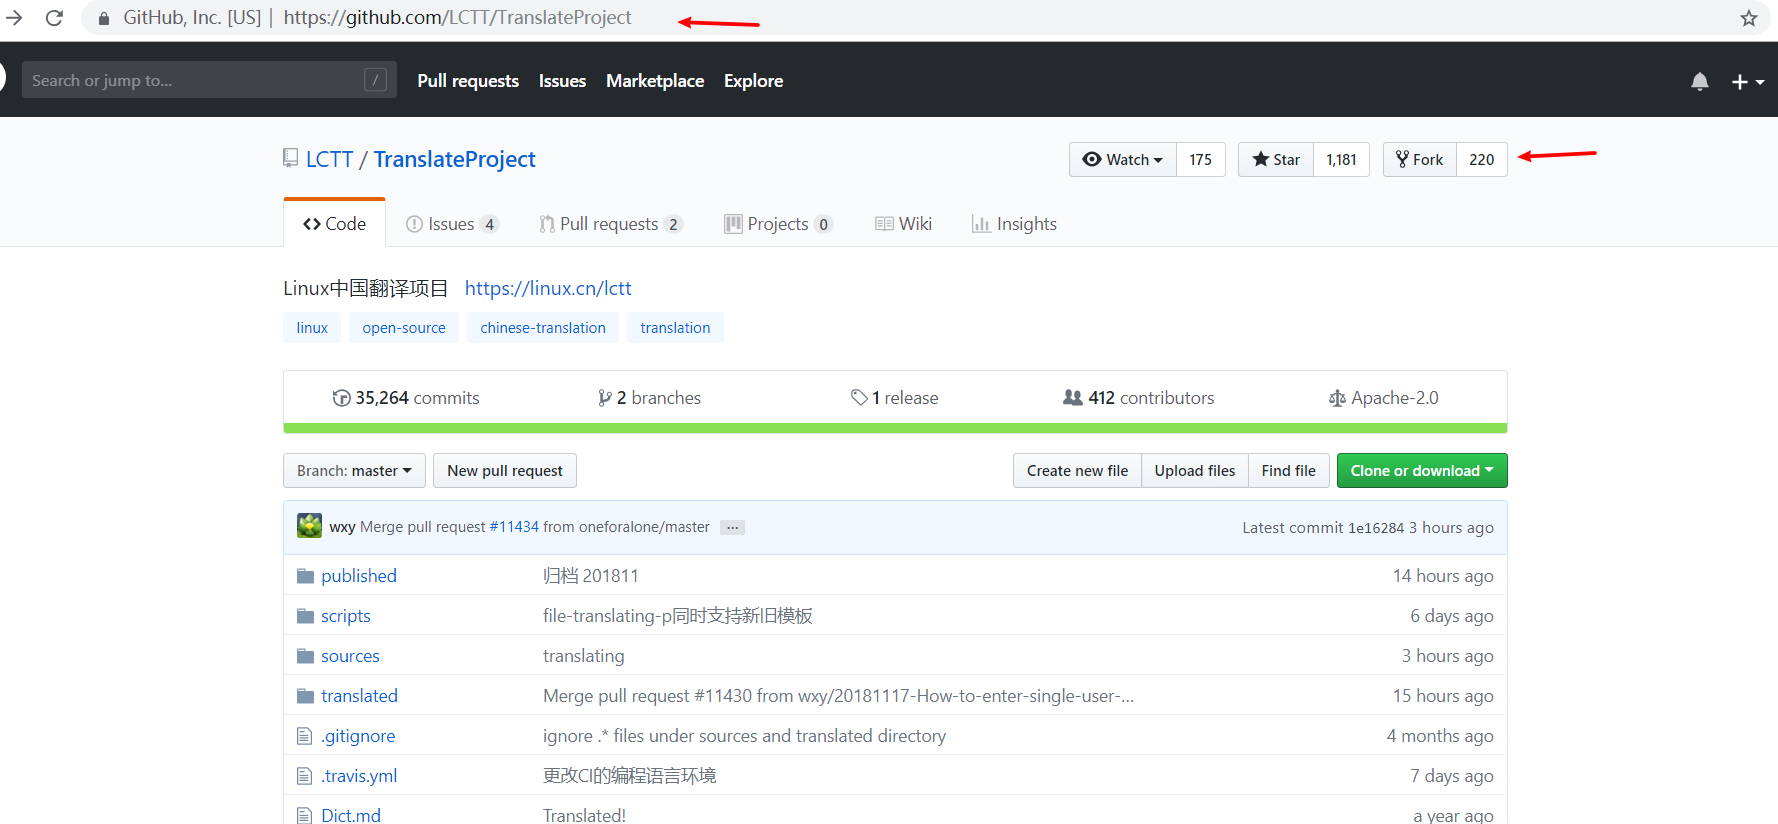 GitHub, Inc. [US] | https://github.com/LCTT/TranslateProject
Search or jump to... / Pull requests Issues Marketplace Explore
LCTT / TranslateProject Watch 175 Star 1,181 Fork 220
Code Issues 4 Pull requests 2 Projects 0 Wiki Insights
Linux中国翻译项目 https://linux.cn/lctt
linux open-source chinese-translation translation
35,264 commits 2 branches 1 release 412 contributors Apache-2.0
Branch: master New pull request Create new file Upload files Find file Clone or download
wxy Merge pull request #11434 from oneforalone/master ... Latest commit 1e16284 3 hours ago
published 归档 201811 14 hours ago
scripts file-translating-p同时支持新旧模板 6 days ago
sources translating 3 hours ago
translated Merge pull request #11430 from wxy/20181117-How-to-enter-single-user-... 15 hours ago
.gitignore ignore .* files under sources and translated directory 4 months ago
.travis.yml 更改CI的编程语言环境 7 days ago
Dict.md Translated! a year ago